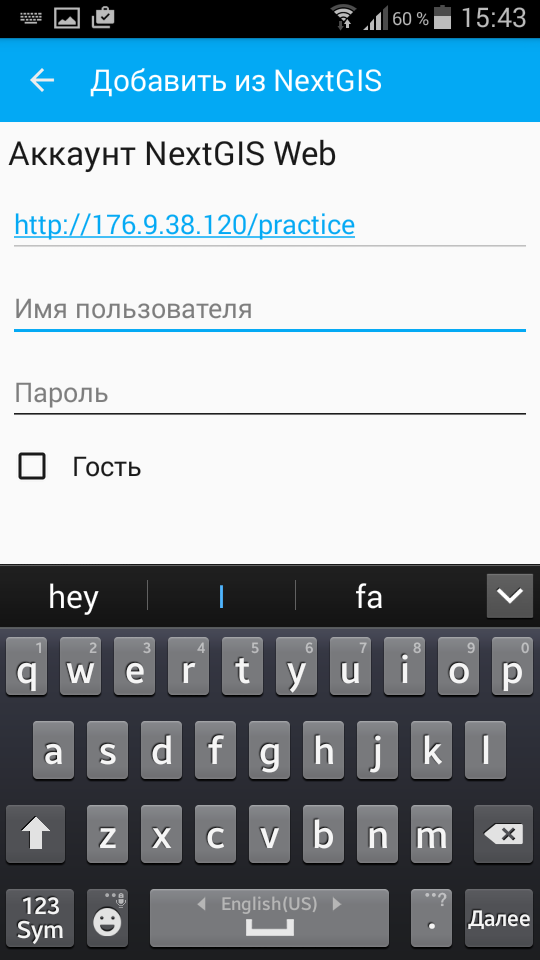 60 % 15:43
Добавить из NextGIS
Аккаунт NextGIS Web
http://176.9.38.120/practice
Имя пользователя
Пароль
Гость
hey I fa
1 2 3 4 5 6 7 8 9 0
q w e r t y u i o p
a s d f g h j k l
z x c v b n m
123 Sym English(US) ? . Далее